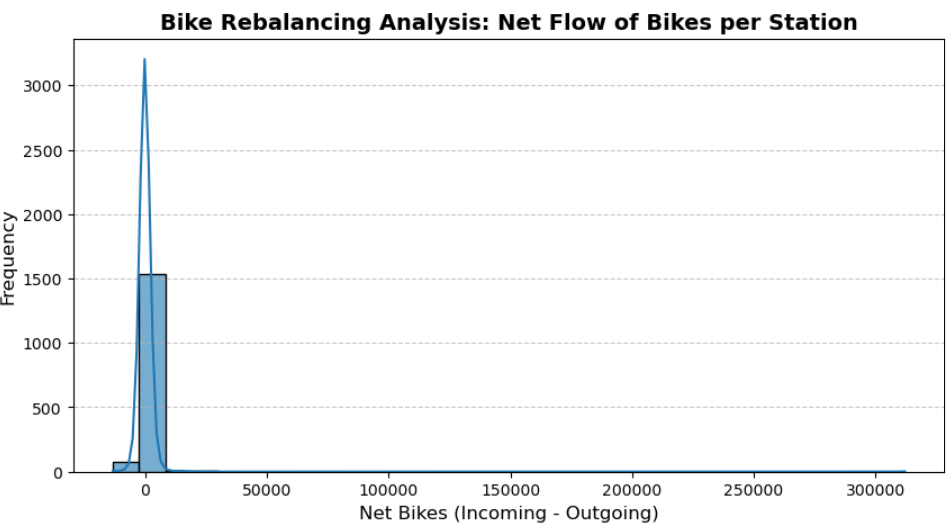 Bike Rebalancing Analysis: Net Flow of Bikes per Station
Frequency
3000
2500
2000
1500
1000
500
0
0 50000 100000 150000 200000 250000 300000
Net Bikes (Incoming - Outgoing)